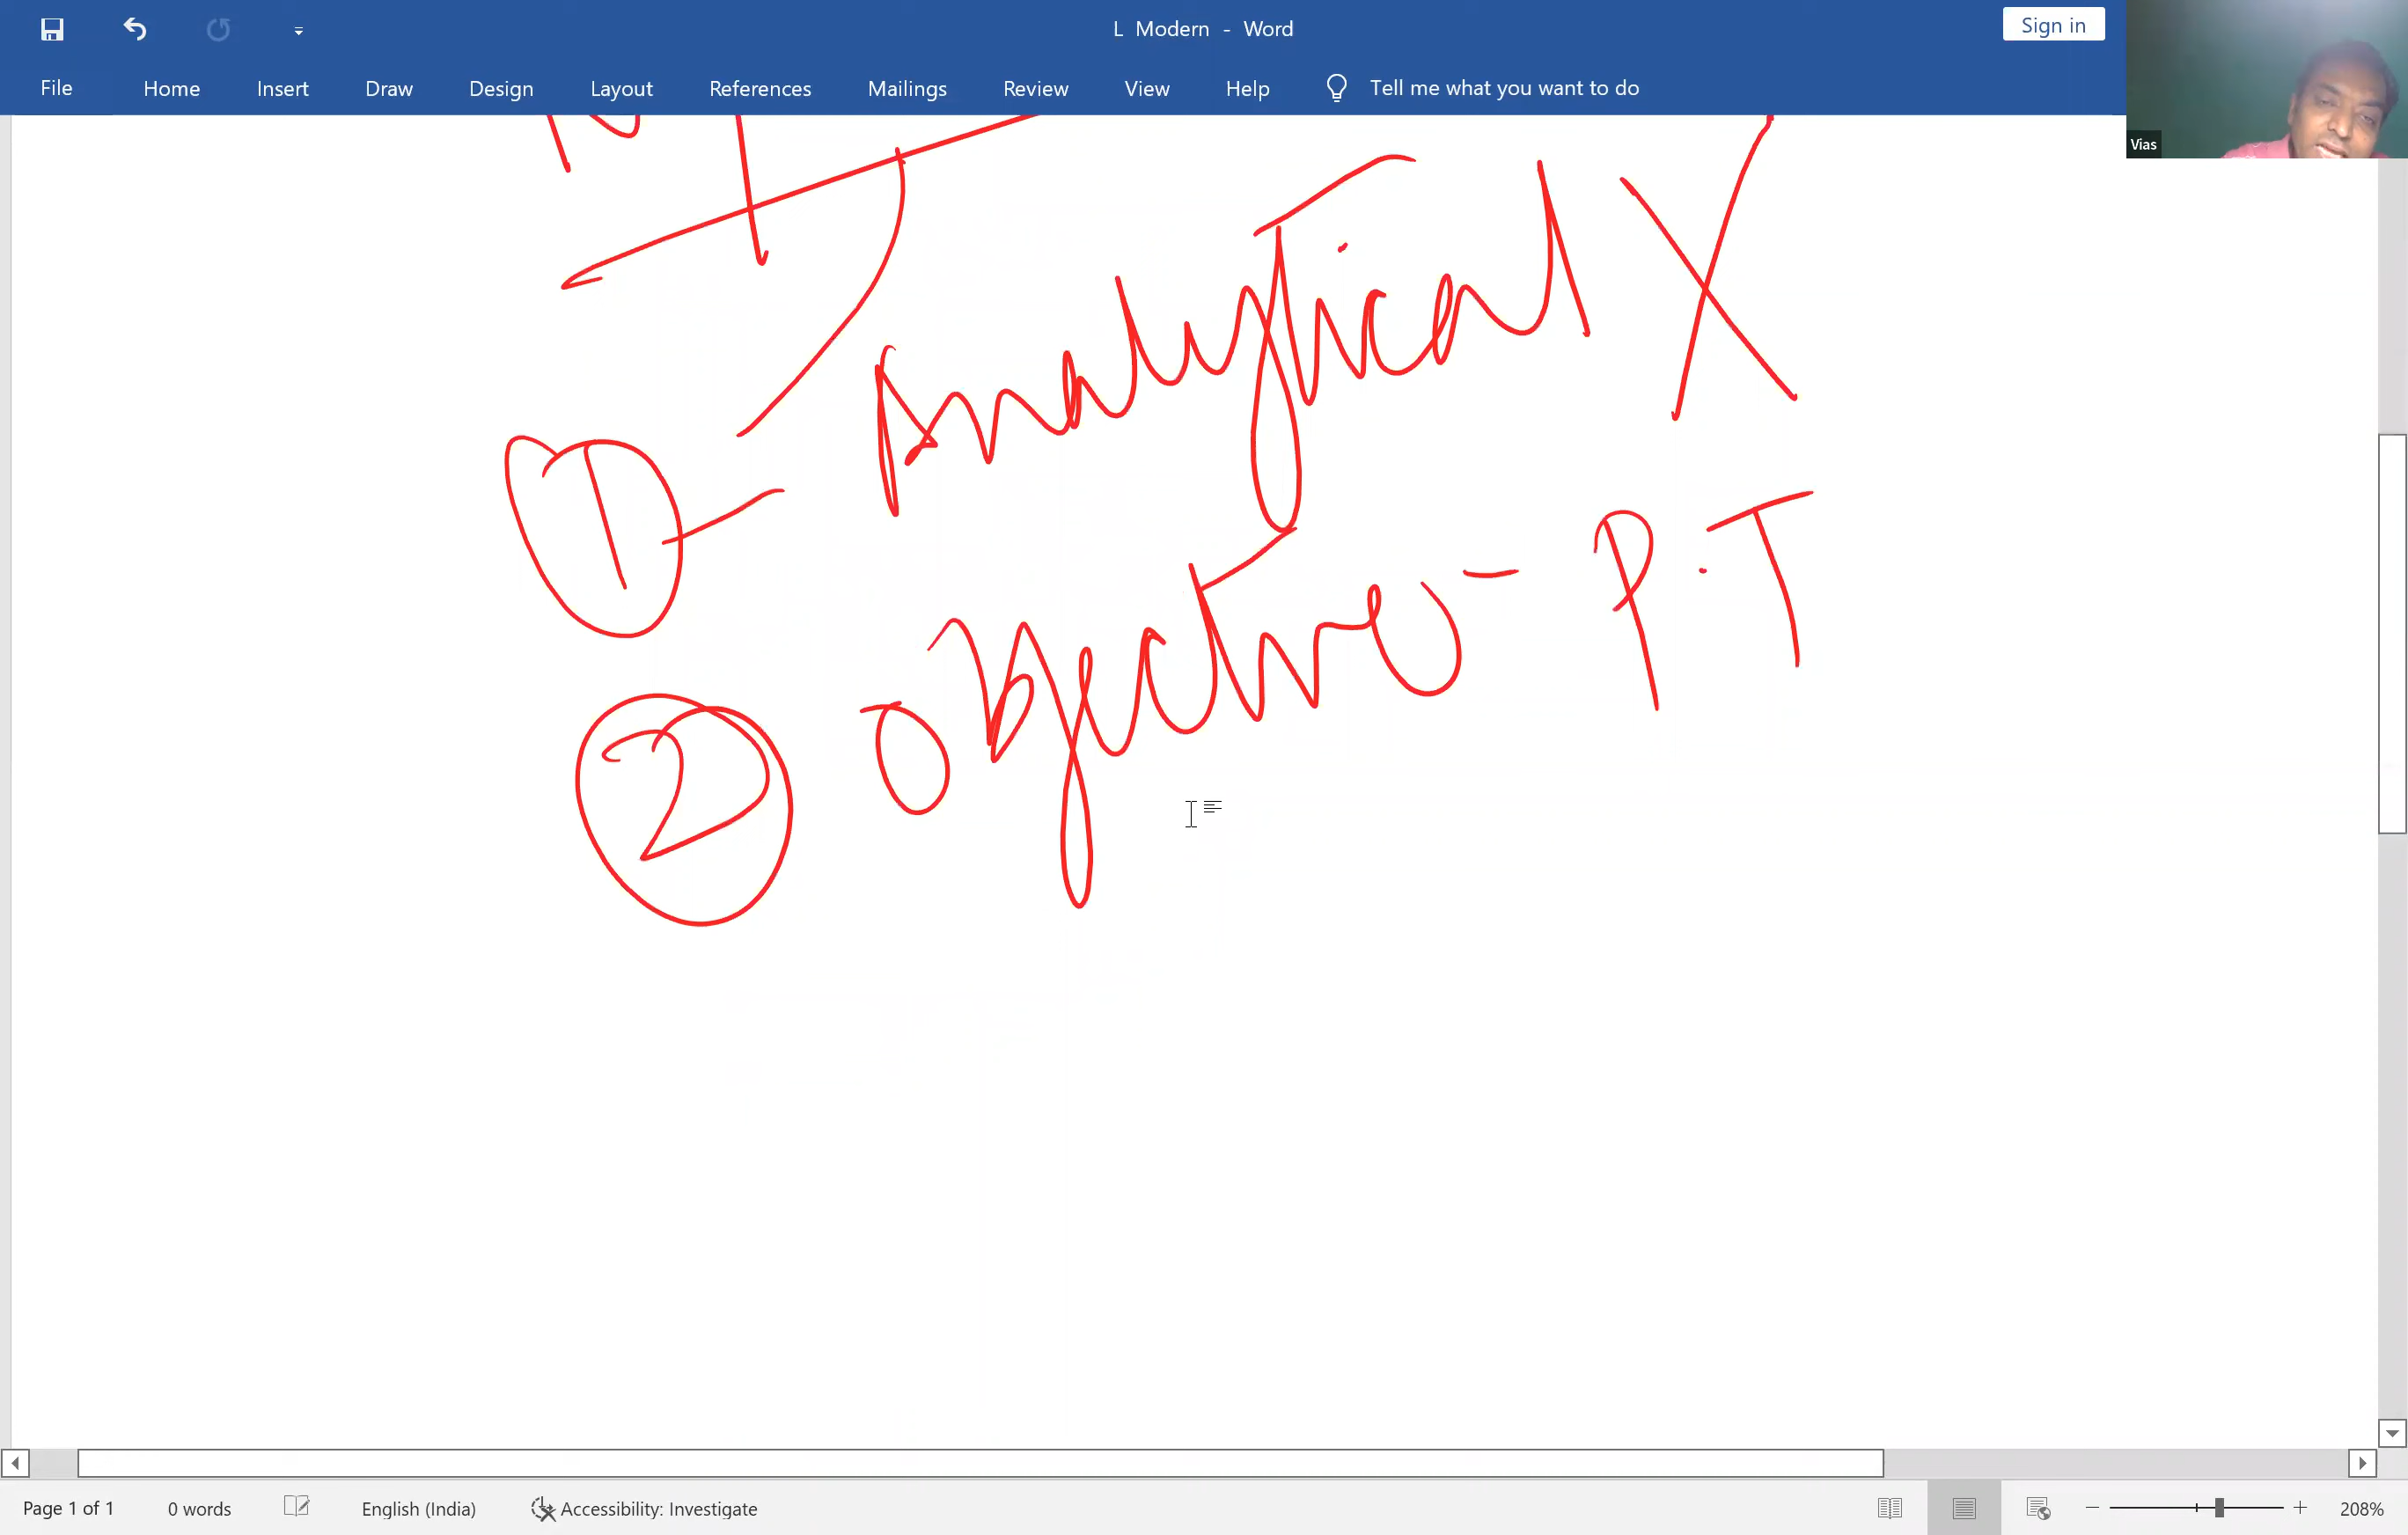 L Modern - Word
Sign in
File Home Insert Draw Design Layout References Mailings Review View Help Tell me what you want to do
Vias
1 - Analytical X
2 Objective - P.T
Page 1 of 1 0 words English (India) Accessibility: Investigate 208%